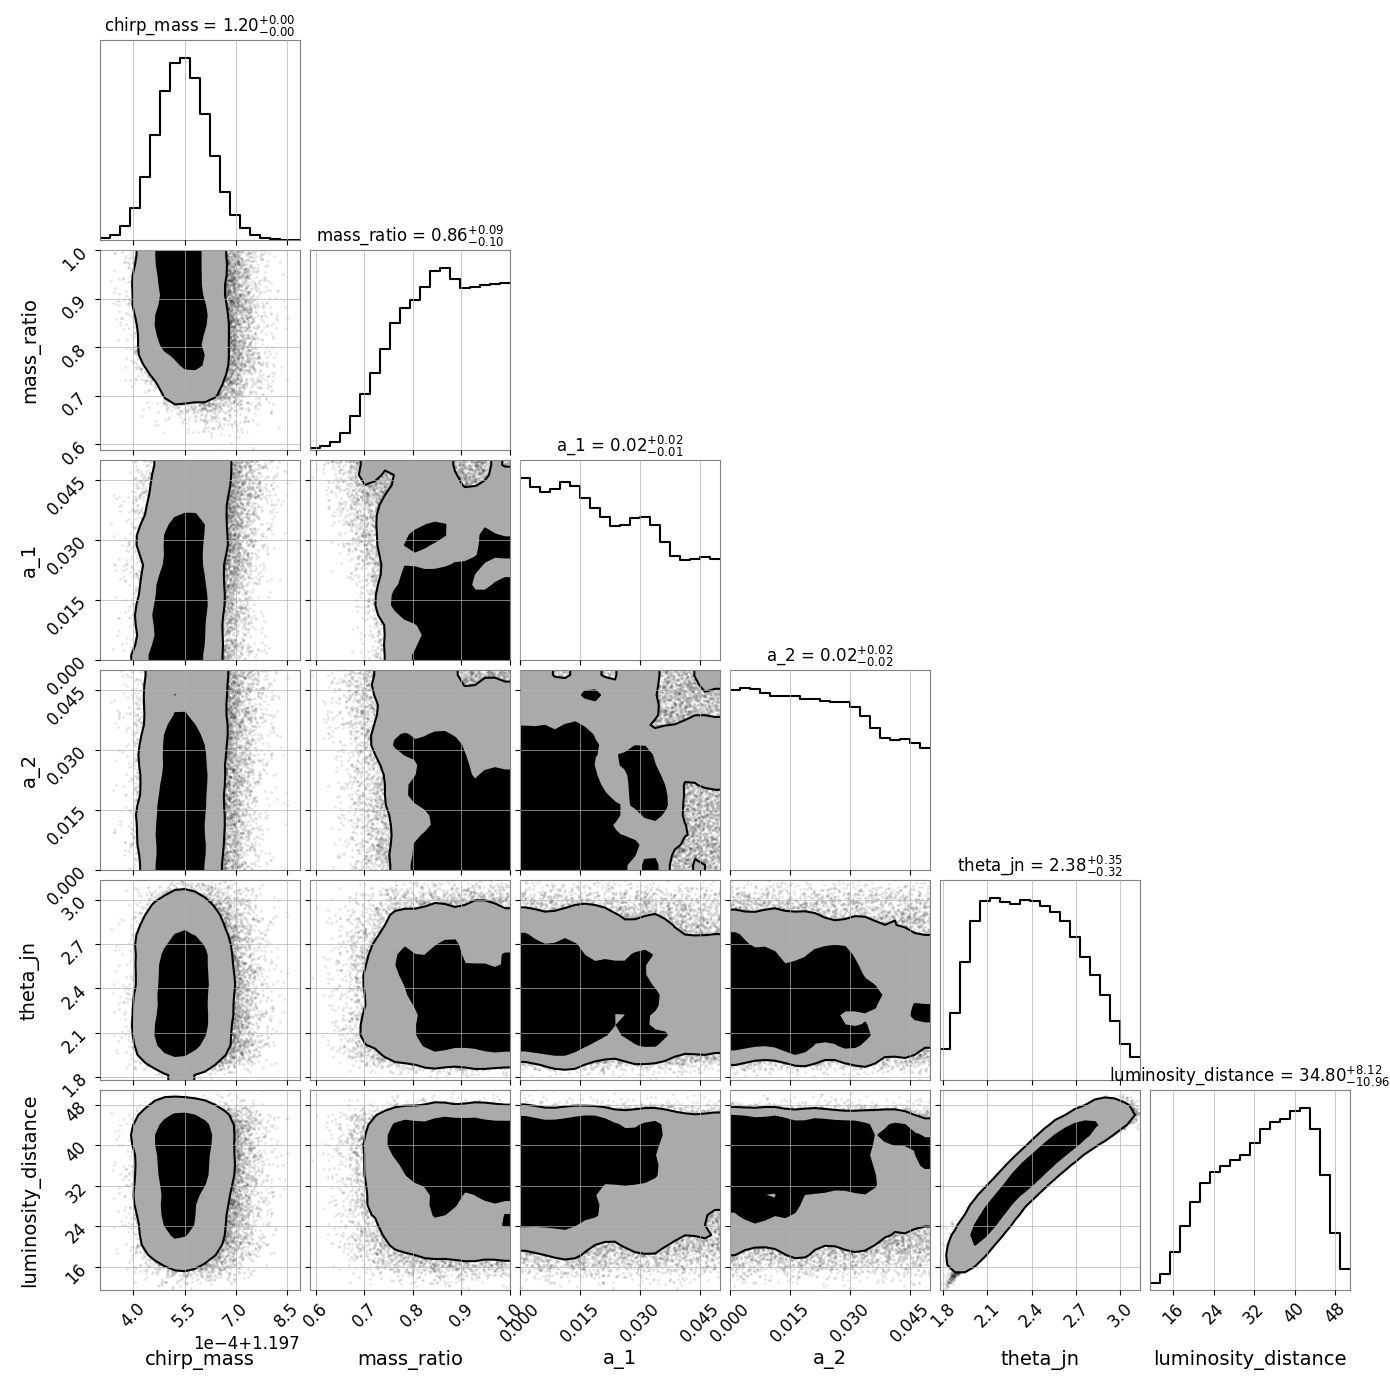 chirp_mass = 1.20+0.00−0.00
mass_ratio = 0.86+0.09−0.10
1.0
0.9
0.8
0.7
0.6
mass_ratio
a_1 = 0.02+0.02−0.01
0.045
0.030
0.015
0.000
a_1
a_2 = 0.02+0.02−0.02
0.045
0.030
0.015
0.000
a_2
theta_jn = 2.38+0.35−0.32
3.0
2.7
2.4
2.1
1.8
theta_jn
luminosity_distance = 34.80+8.12−10.96
48
40
32
24
16
luminosity_distance
4.0 5.5 7.0 8.5 0.6 0.7 0.8 0.9 1.0 0.000 0.015 0.030 0.045 0.000 0.015 0.030 0.045 1.8 2.1 2.4 2.7 3.0 16 24 32 40 48
1e−4+1.197
chirp_mass mass_ratio a_1 a_2 theta_jn luminosity_distance